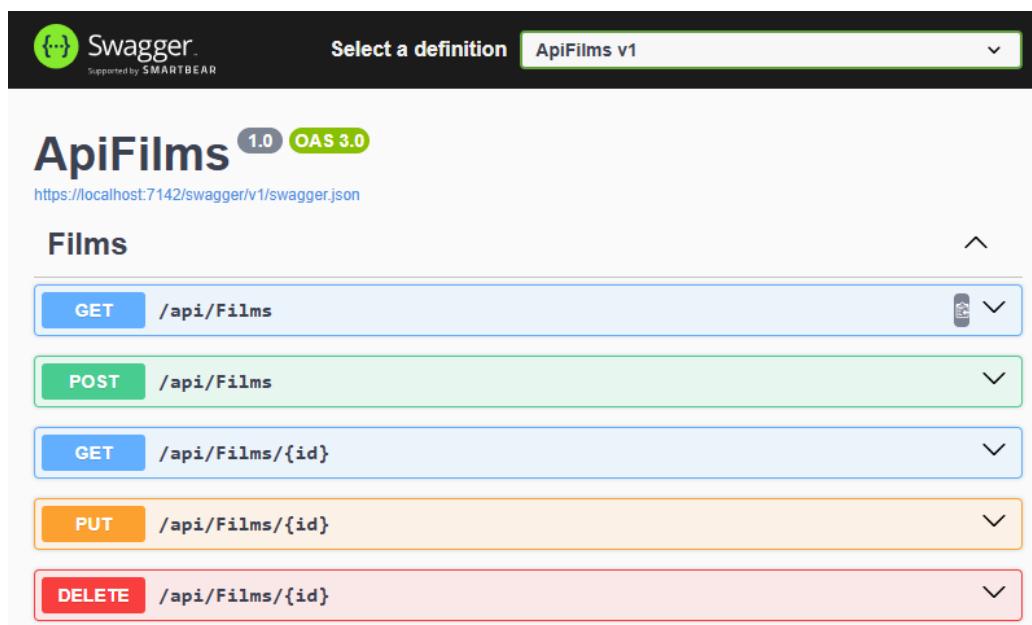 {···} Swagger. Select a definition ApiFilms v1
Supported by SMARTBEAR
ApiFilms 1.0 OAS 3.0
https://localhost:7142/swagger/v1/swagger.json
Films
GET /api/Films
POST /api/Films
GET /api/Films/{id}
PUT /api/Films/{id}
DELETE /api/Films/{id}